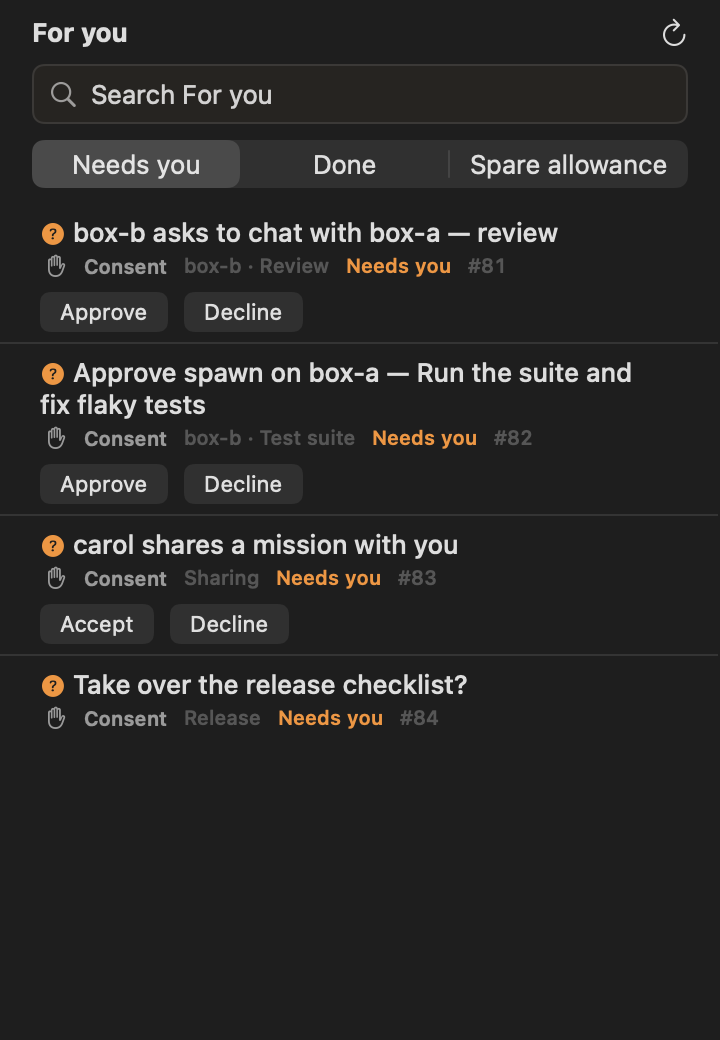 For you
Search For you
Needs you
Done
Spare allowance
? box-b asks to chat with box-a — review
Consent box-b · Review Needs you #81
Approve
Decline
? Approve spawn on box-a — Run the suite and
fix flaky tests
Consent box-b · Test suite Needs you #82
Approve
Decline
? carol shares a mission with you
Consent Sharing Needs you #83
Accept
Decline
? Take over the release checklist?
Consent Release Needs you #84